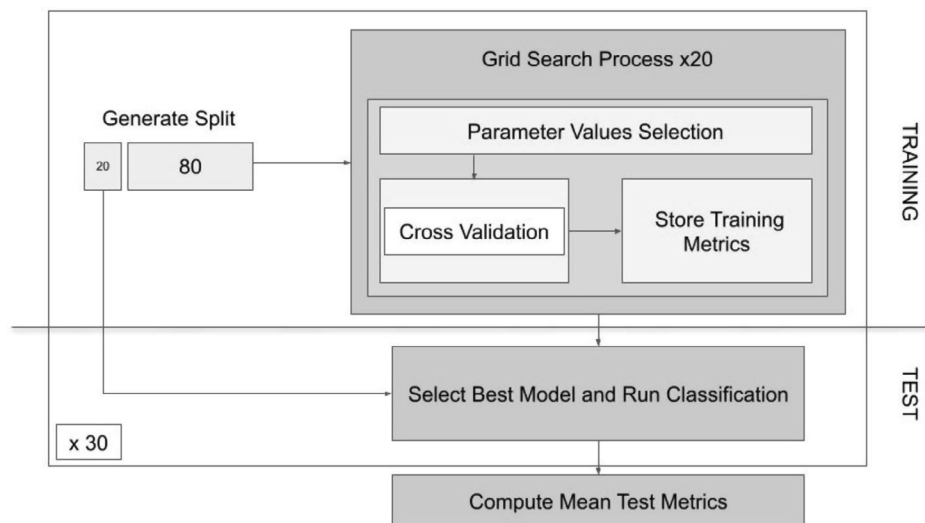 Grid Search Process x20
Generate Split
20
80
Parameter Values Selection
Cross Validation
Store Training
Metrics
TRAINING
Select Best Model and Run Classification
TEST
x 30
Compute Mean Test Metrics